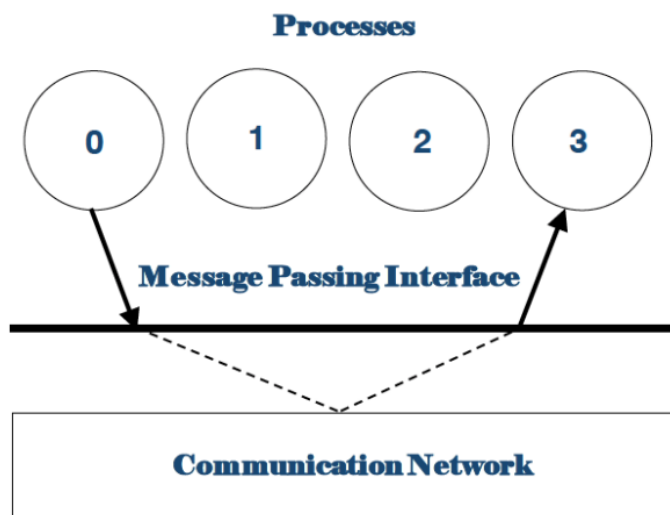 Processes
0
1
2
3
Message Passing Interface
Communication Network